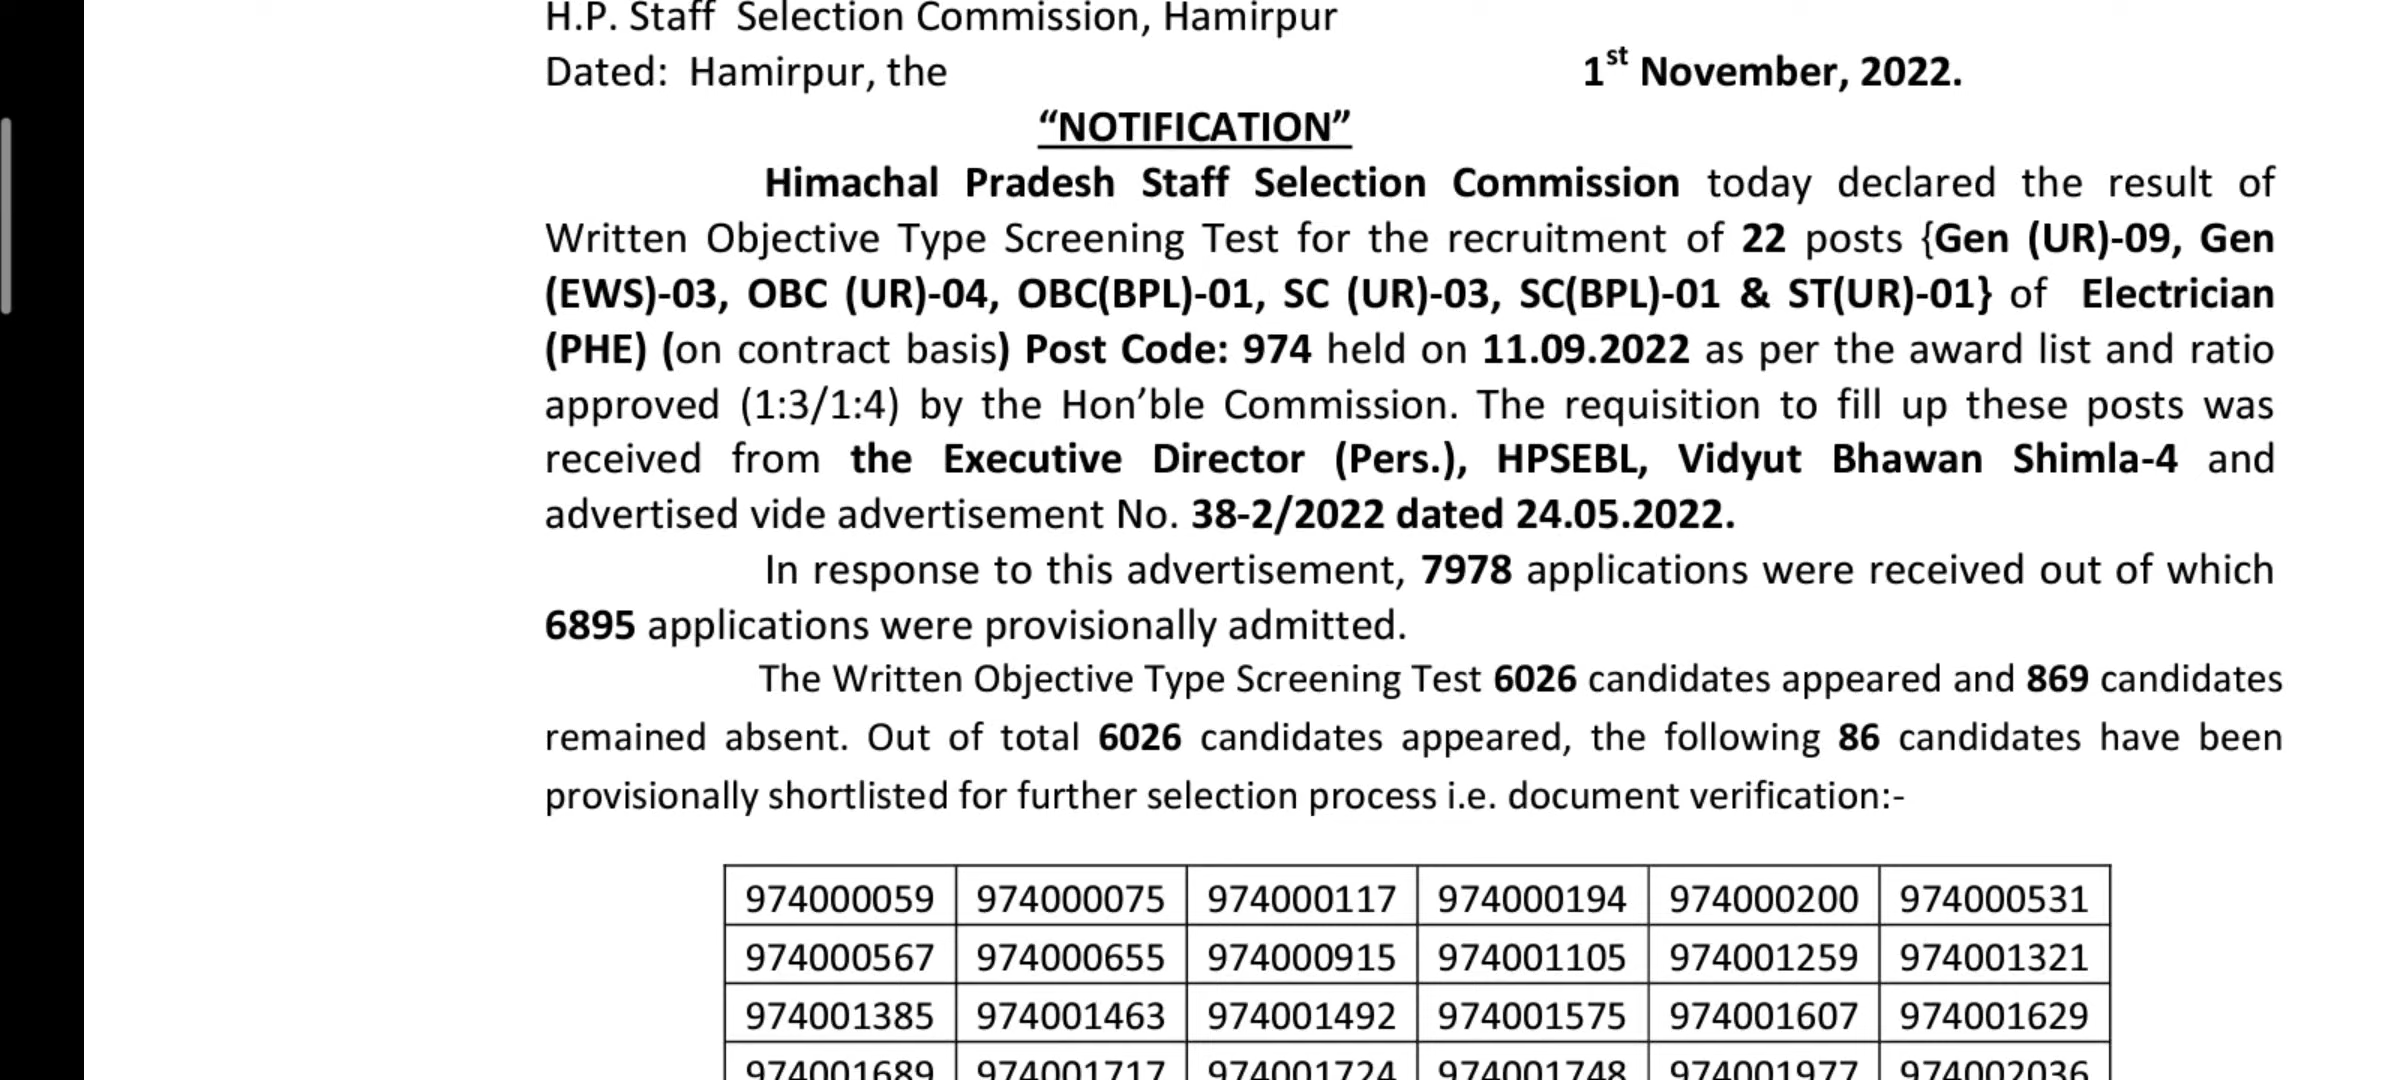 H.P. Staff Selection Commission, Hamirpur
Dated: Hamirpur, the 1st November, 2022.
“NOTIFICATION”
Himachal Pradesh Staff Selection Commission today declared the result of
Written Objective Type Screening Test for the recruitment of 22 posts {Gen (UR)-09, Gen
(EWS)-03, OBC (UR)-04, OBC(BPL)-01, SC (UR)-03, SC(BPL)-01 & ST(UR)-01} of Electrician
(PHE) (on contract basis) Post Code: 974 held on 11.09.2022 as per the award list and ratio
approved (1:3/1:4) by the Hon’ble Commission. The requisition to fill up these posts was
received from the Executive Director (Pers.), HPSEBL, Vidyut Bhawan Shimla-4 and
advertised vide advertisement No. 38-2/2022 dated 24.05.2022.
In response to this advertisement, 7978 applications were received out of which
6895 applications were provisionally admitted.
The Written Objective Type Screening Test 6026 candidates appeared and 869 candidates
remained absent. Out of total 6026 candidates appeared, the following 86 candidates have been
provisionally shortlisted for further selection process i.e. document verification:-
974000059 974000075 974000117 974000194 974000200 974000531
974000567 974000655 974000915 974001105 974001259 974001321
974001385 974001463 974001492 974001575 974001607 974001629
974001689 974001717 974001724 974001748 974001977 974002036